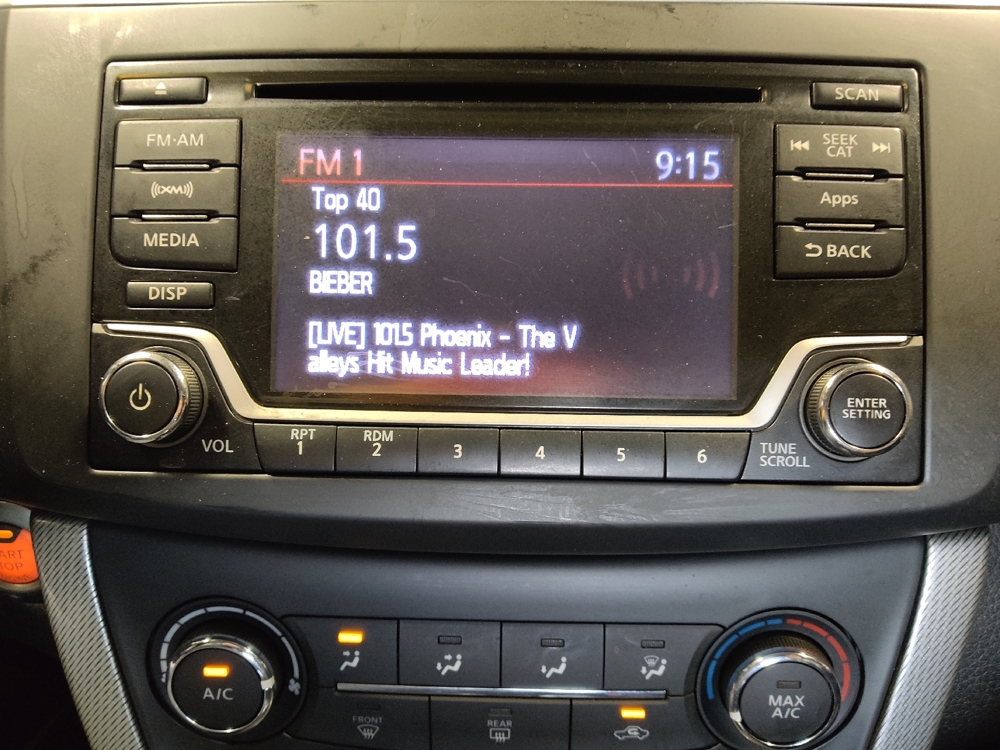 SCAN
FM·AM
SEEK
CAT
XM
Apps
MEDIA
BACK
DISP
FM 1 9:15
Top 40
101.5
BIEBER
[LIVE] 101.5 Phoenix - The V
alleys Hit Music Leader!
VOL
RPT
1
RDM
2
3
4
5
6
TUNE
SCROLL
ENTER
SETTING
A/C
FRONT
REAR
MAX
A/C